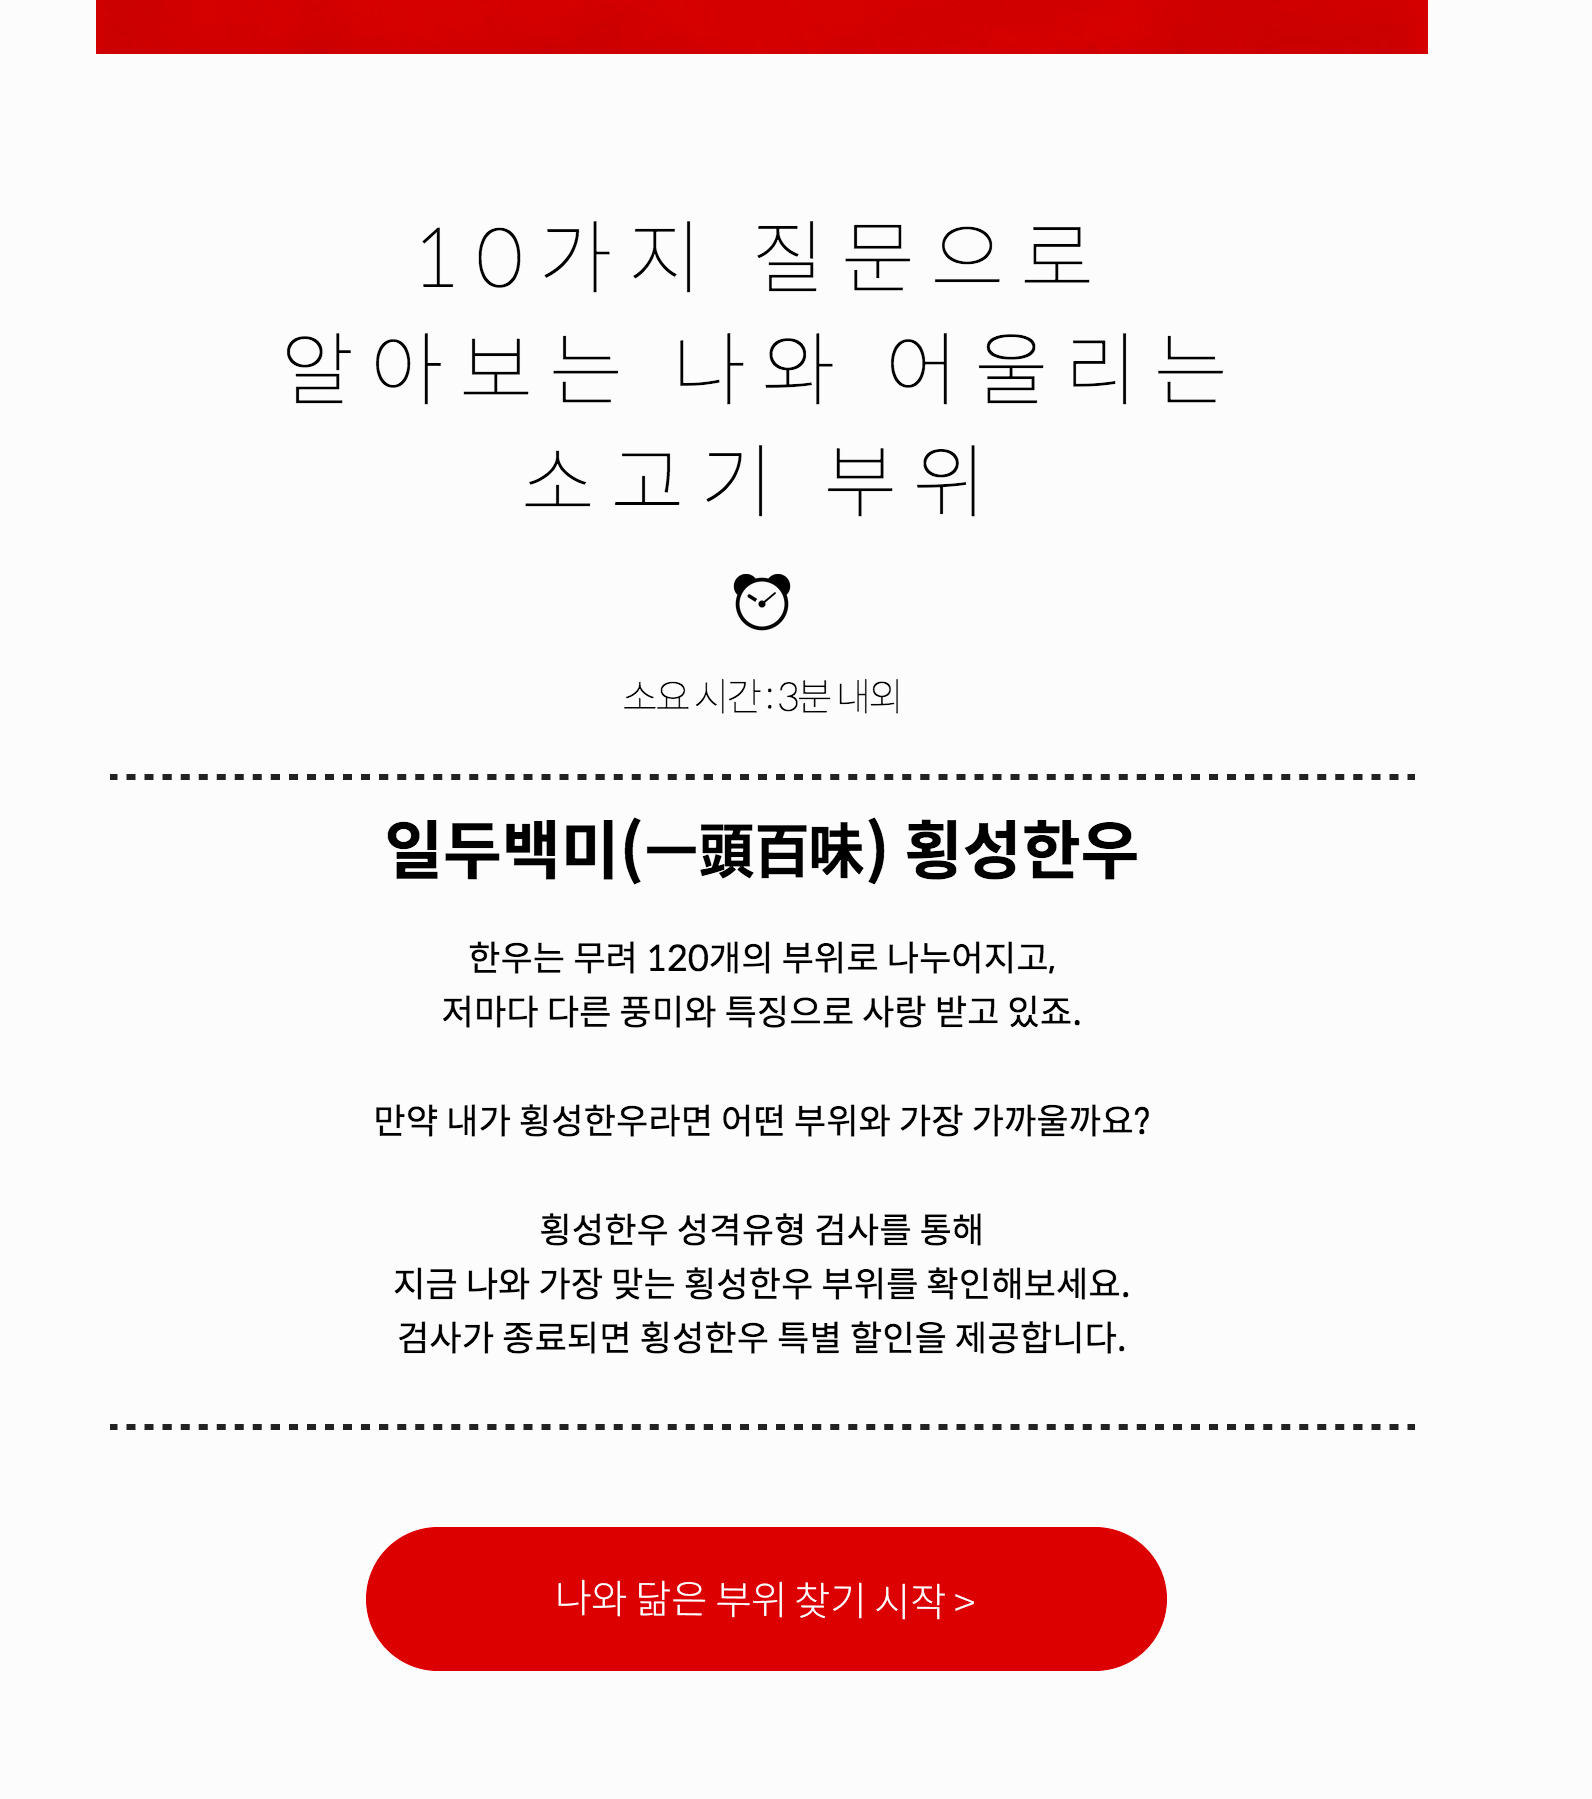 10가지 질문으로
알아보는 나와 어울리는
소고기 부위
소요 시간 : 3분 내외
일두백미(一頭百味) 횡성한우
한우는 무려 120개의 부위로 나누어지고,
저마다 다른 풍미와 특징으로 사랑 받고 있죠.
만약 내가 횡성한우라면 어떤 부위와 가장 가까울까요?
횡성한우 성격유형 검사를 통해
지금 나와 가장 맞는 횡성한우 부위를 확인해보세요.
검사가 종료되면 횡성한우 특별 할인을 제공합니다.
나와 닮은 부위 찾기 시작 >